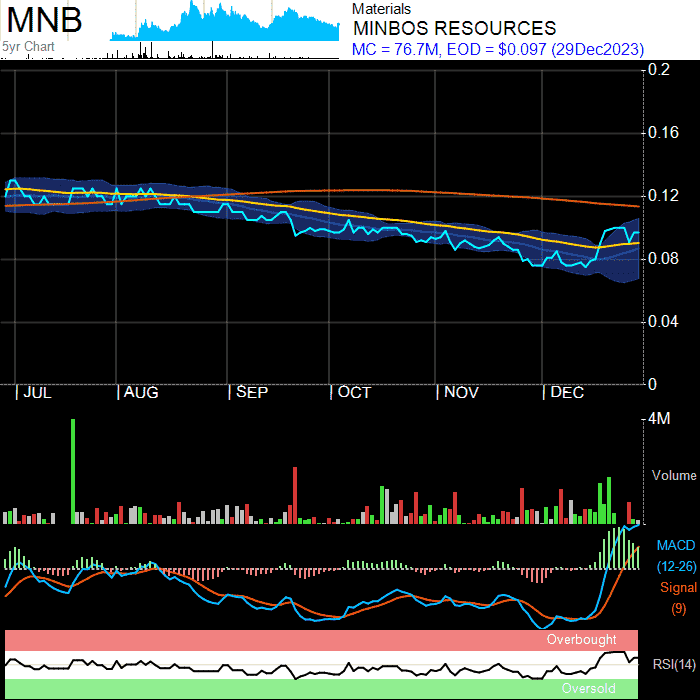 MNB
5yr Chart
Materials
MINBOS RESOURCES
MC = 76.7M, EOD = $0.097 (29Dec2023)
0.2
0.16
0.12
0.08
0.04
0
JUL
AUG
SEP
OCT
NOV
DEC
4M
Volume
MACD
(12-26)
Signal
(9)
Overbought
RSI(14)
Oversold